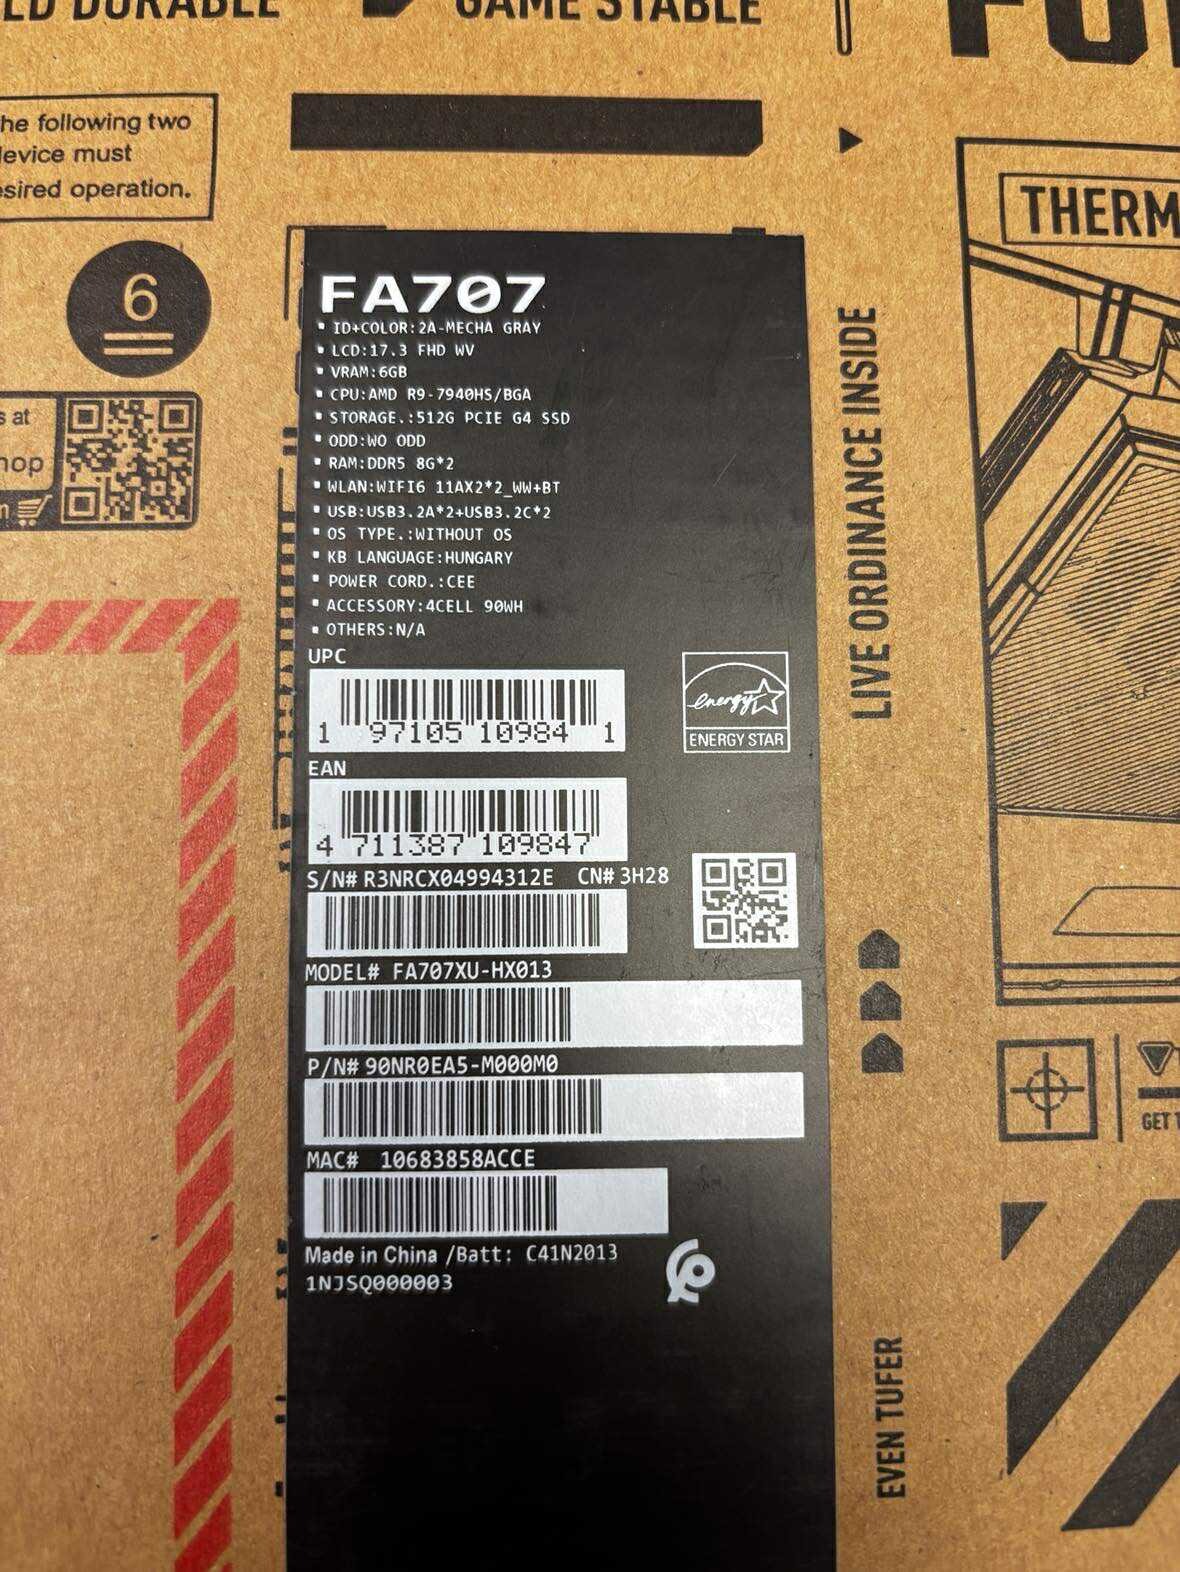 LD DURABLE
GAME STABLE
he following two
evice must
sired operation.
6
s at
THERM
FA707
ID+COLOR:2A-MECHA GRAY
LCD:17.3 FHD WV
VRAM:6GB
CPU:AMD R9-7940HS/BGA
STORAGE.:512G PCIE G4 SSD
ODD:WO ODD
RAM:DDR5 8G*2
WLAN:WIFI6 11AX2*2_WW+BT
USB:USB3.2A*2+USB3.2C*2
OS TYPE.:WITHOUT OS
KB LANGUAGE:HUNGARY
POWER CORD.:CEE
ACCESSORY:4CELL 90WH
OTHERS:N/A
UPC
1 97105 10984 1
energy
ENERGY STAR
EAN
4 711387 109847
S/N# R3NRCX04994312E CN# 3H28
MODEL# FA707XU-HX013
P/N# 90NR0EA5-M000M0
MAC# 10683858ACCE
Made in China /Batt: C41N2013
1NJSQ000003
LIVE ORDINANCE INSIDE
EVEN TUFER
GET T